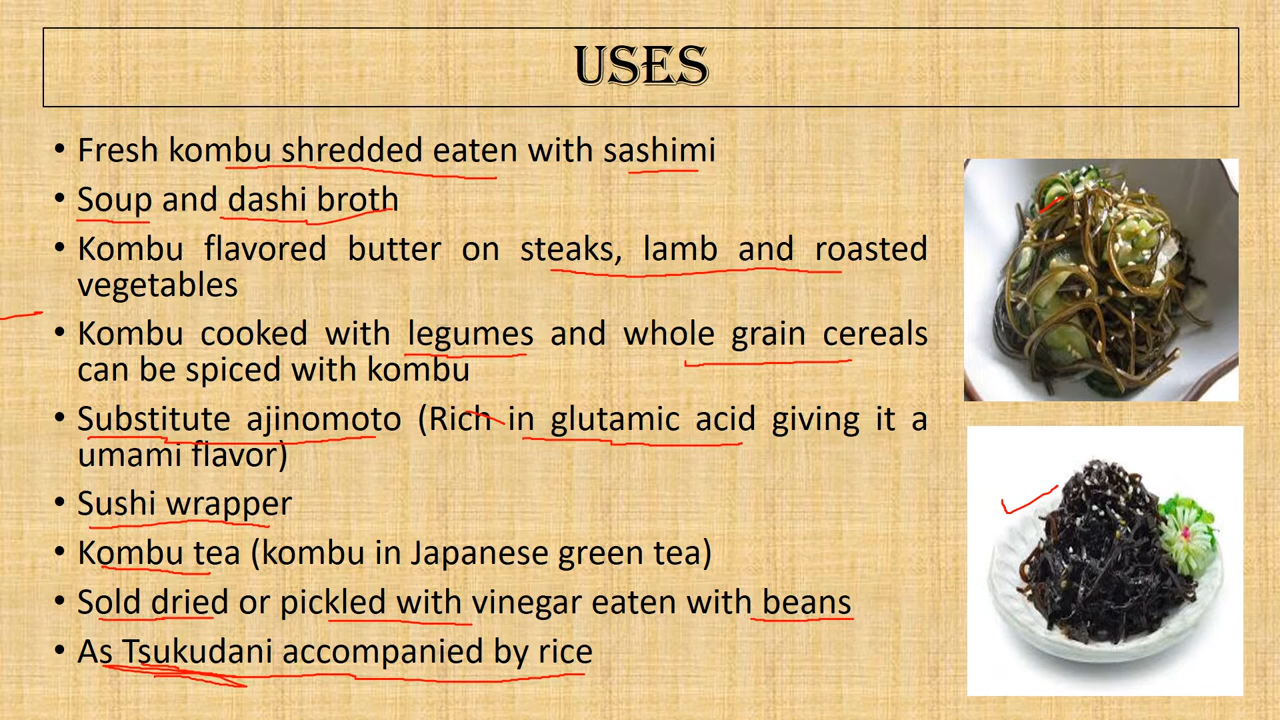 USES
• Fresh kombu shredded eaten with sashimi
• Soup and dashi broth
• Kombu flavored butter on steaks, lamb and roasted
vegetables
• Kombu cooked with legumes and whole grain cereals
can be spiced with kombu
• Substitute ajinomoto (Rich in glutamic acid giving it a
umami flavor)
• Sushi wrapper
• Kombu tea (kombu in Japanese green tea)
• Sold dried or pickled with vinegar eaten with beans
• As Tsukudani accompanied by rice